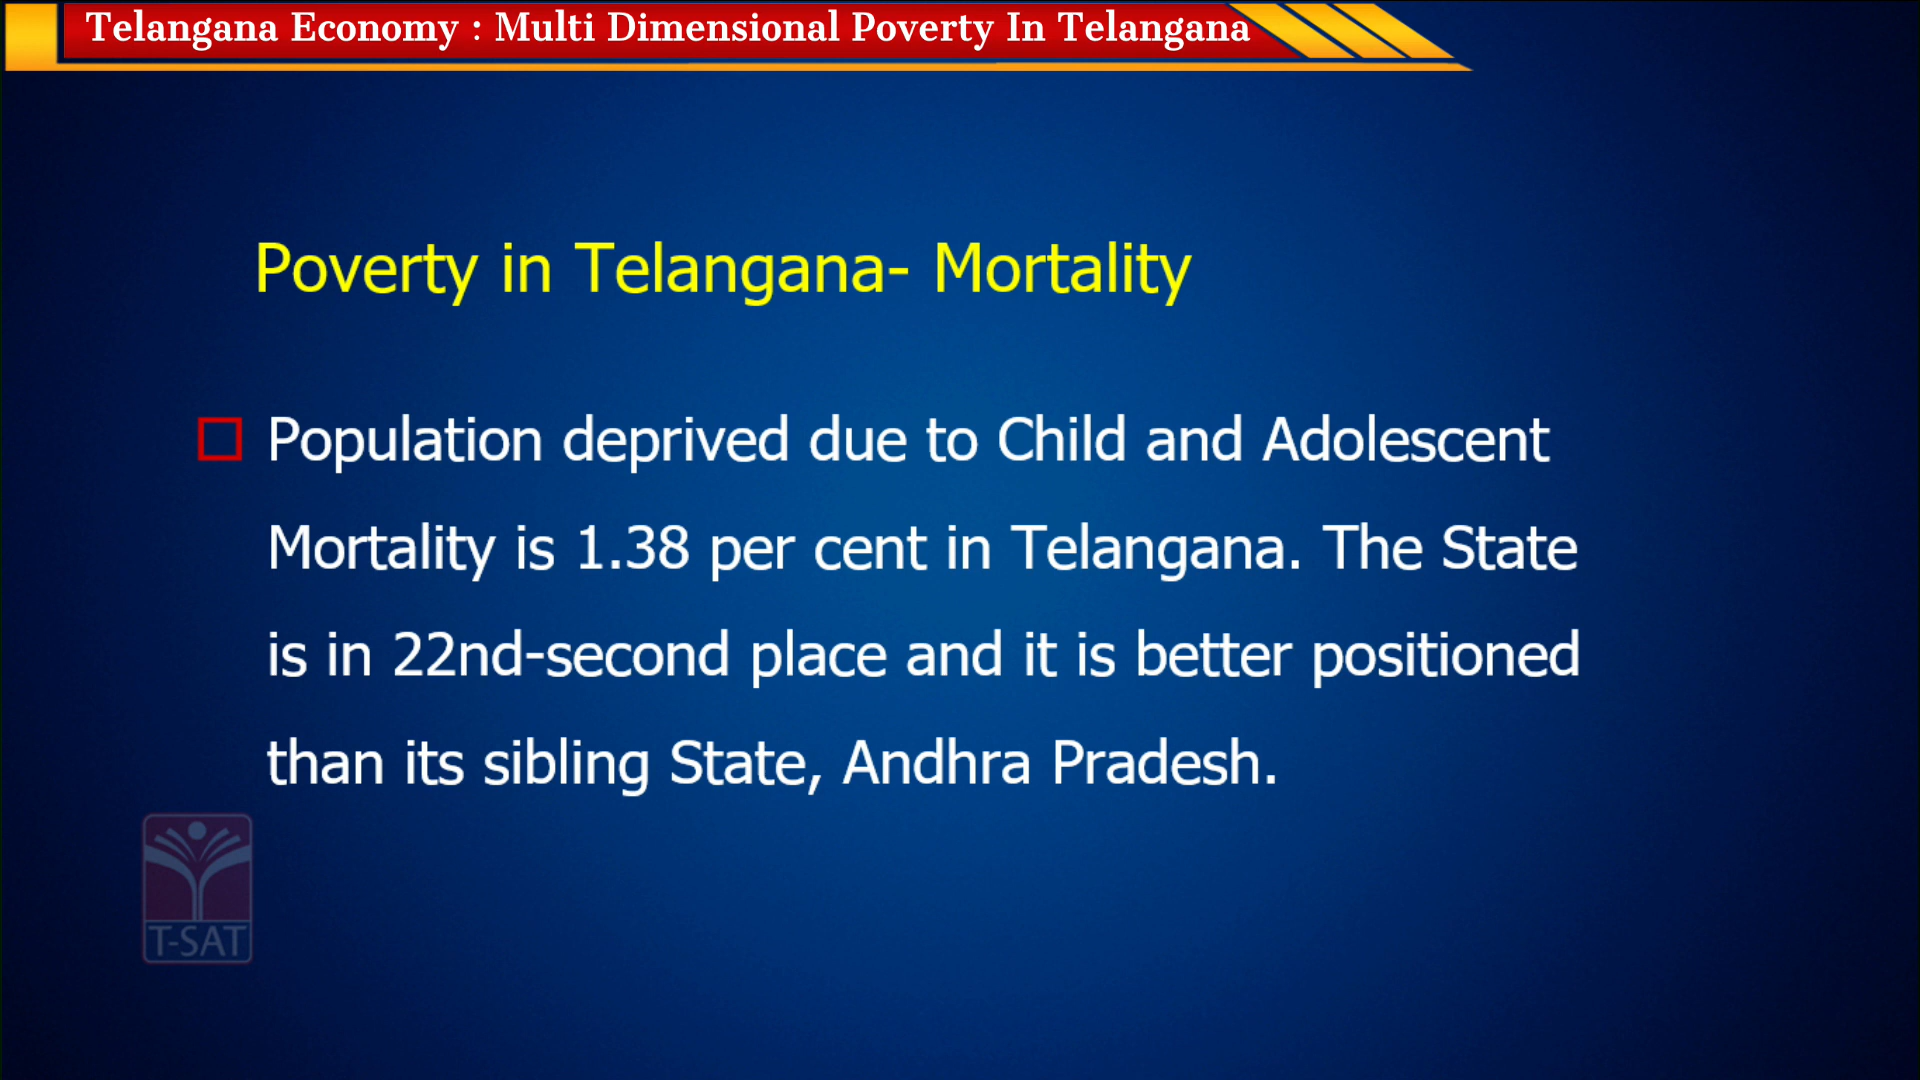 Telangana Economy : Multi Dimensional Poverty In Telangana
Poverty in Telangana- Mortality
Population deprived due to Child and Adolescent
Mortality is 1.38 per cent in Telangana. The State
is in 22nd-second place and it is better positioned
than its sibling State, Andhra Pradesh.
T-SAT